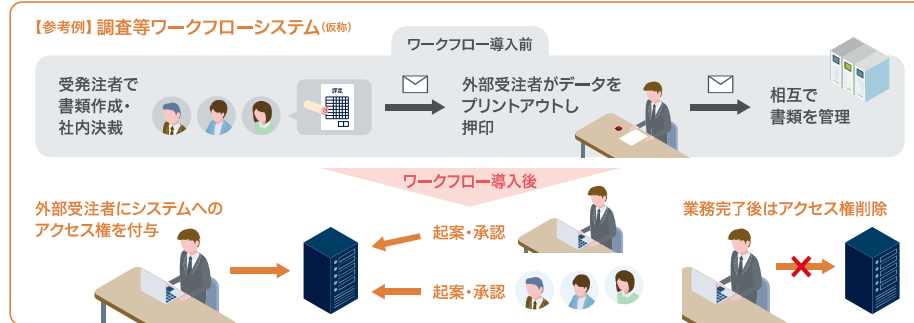 【参考例】調査等ワークフローシステム(仮称)
ワークフロー導入前
受発注者で
書類作成・
社内決裁
外部受注者がデータを
プリントアウトし
押印
相互で
書類を管理
ワークフロー導入後
外部受注者にシステムへの
アクセス権を付与
起案・承認
起案・承認
業務完了後はアクセス権削除